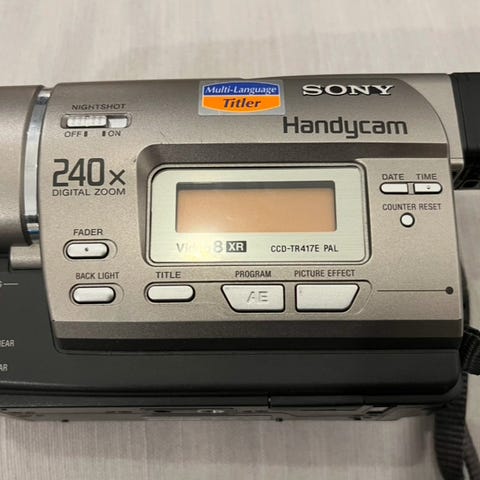 NIGHTSHOT
OFF ON
Multi-Language
Titler
SONY
Handycam
240x
DIGITAL ZOOM
DATE TIME
COUNTER RESET
FADER
Video8 XR
CCD-TR417E PAL
BACK LIGHT
TITLE
PROGRAM
AE
PICTURE EFFECT